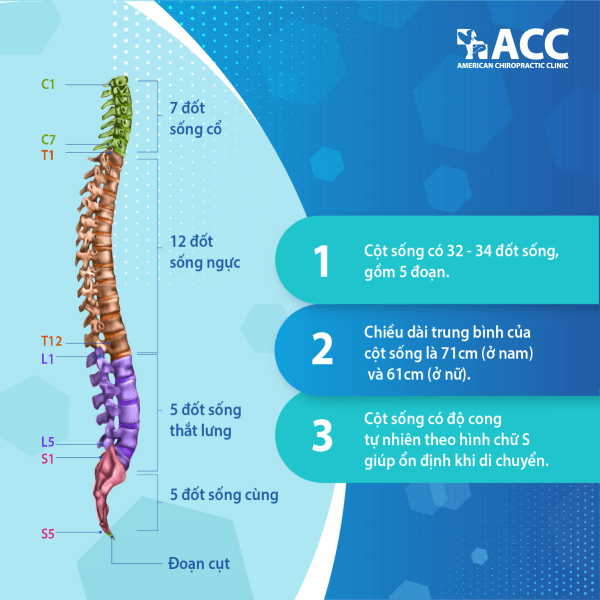 ACC
AMERICAN CHIROPRACTIC CLINIC
C1
7 đốt
sống cổ
C7
T1
12 đốt
sống ngực
T12
L1
5 đốt sống
thắt lưng
L5
S1
5 đốt sống cùng
S5
Đoạn cụt
1
Cột sống có 32 - 34 đốt sống,
gồm 5 đoạn.
2
Chiều dài trung bình của
cột sống là 71cm (ở nam)
và 61cm (ở nữ).
3
Cột sống có độ cong
tự nhiên theo hình chữ S
giúp ổn định khi di chuyển.